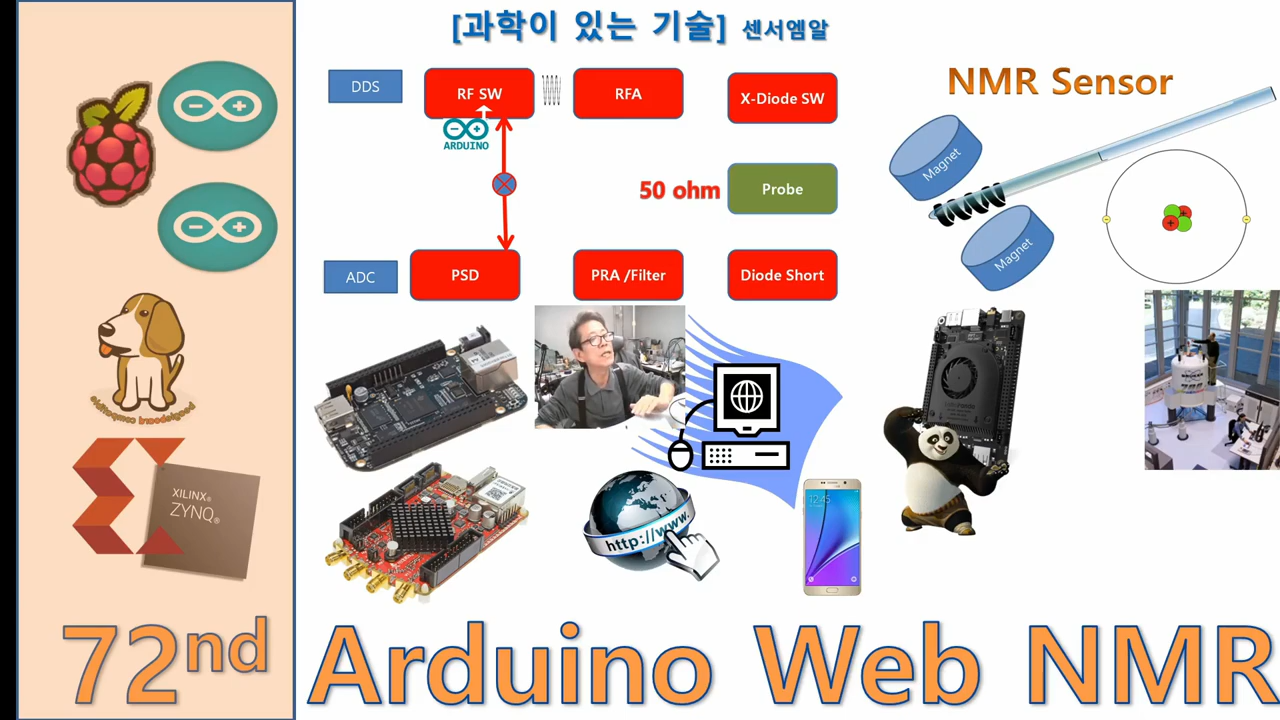 [과학이 있는 기술] 센서엠알
DDS
RF SW
RFA
X-Diode SW
NMR Sensor
ARDUINO
50 ohm
Probe
Magnet
Magnet
ADC
PSD
PRA /Filter
Diode Short
XILINX®
ZYNQ®
http://www.
12:45
72nd
Arduino Web NMR